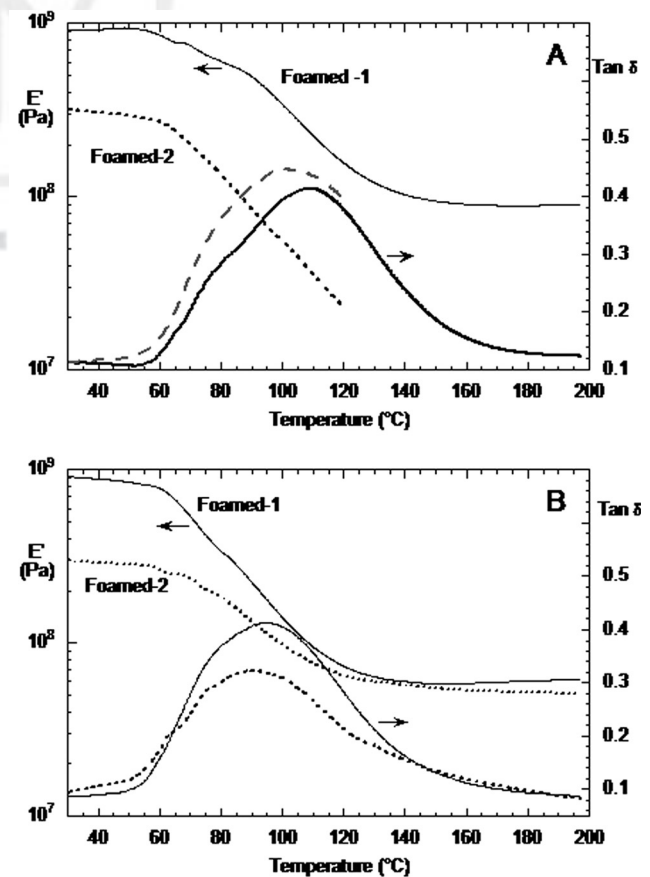 10⁹
A
Tan δ
Foamed -1
E'
(Pa)
0.5
Foamed-2
10⁸
0.4
0.3
0.2
10⁷
0.1
40 60 80 100 120 140 160 180 200
Temperature (°C)
10⁹
B
Foamed-1
Tan δ
E'
(Pa)
0.5
Foamed-2
10⁸
0.4
0.3
0.2
0.1
10⁷
40 60 80 100 120 140 160 180 200
Temperature (°C)